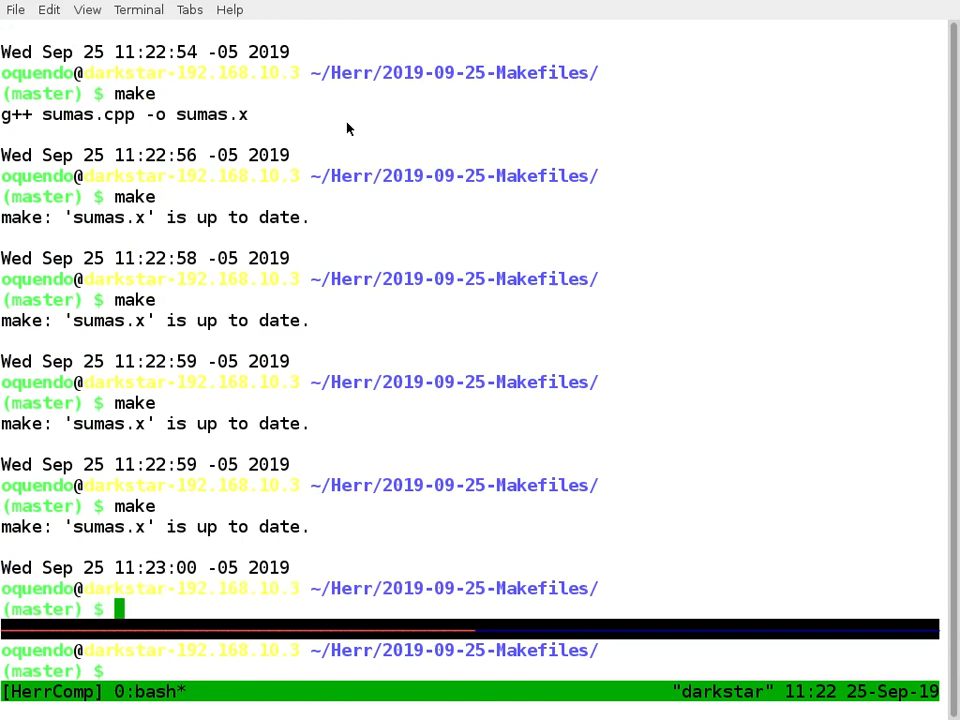 File Edit View Terminal Tabs Help
Wed Sep 25 11:22:54 -05 2019
oquendo@darkstar-192.168.10.3 ~/Herr/2019-09-25-Makefiles/
(master) $ make
g++ sumas.cpp -o sumas.x
Wed Sep 25 11:22:56 -05 2019
oquendo@darkstar-192.168.10.3 ~/Herr/2019-09-25-Makefiles/
(master) $ make
make: 'sumas.x' is up to date.
Wed Sep 25 11:22:58 -05 2019
oquendo@darkstar-192.168.10.3 ~/Herr/2019-09-25-Makefiles/
(master) $ make
make: 'sumas.x' is up to date.
Wed Sep 25 11:22:59 -05 2019
oquendo@darkstar-192.168.10.3 ~/Herr/2019-09-25-Makefiles/
(master) $ make
make: 'sumas.x' is up to date.
Wed Sep 25 11:22:59 -05 2019
oquendo@darkstar-192.168.10.3 ~/Herr/2019-09-25-Makefiles/
(master) $ make
make: 'sumas.x' is up to date.
Wed Sep 25 11:23:00 -05 2019
oquendo@darkstar-192.168.10.3 ~/Herr/2019-09-25-Makefiles/
(master) $
oquendo@darkstar-192.168.10.3 ~/Herr/2019-09-25-Makefiles/
(master) $
[HerrComp] 0:bash* "darkstar" 11:22 25-Sep-19